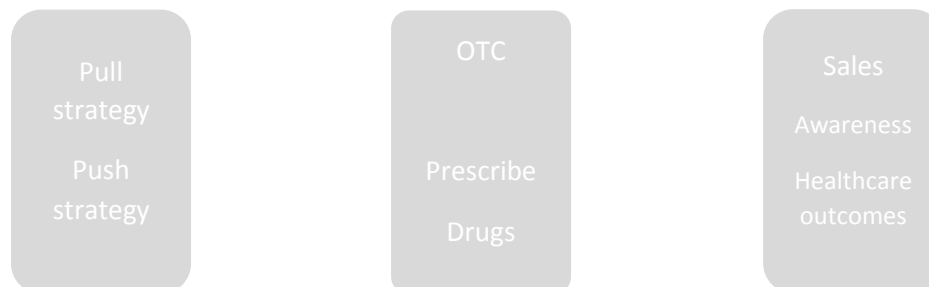 Pull
strategy
Push
strategy
OTC
Prescribe
Drugs
Sales
Awareness
Healthcare
outcomes